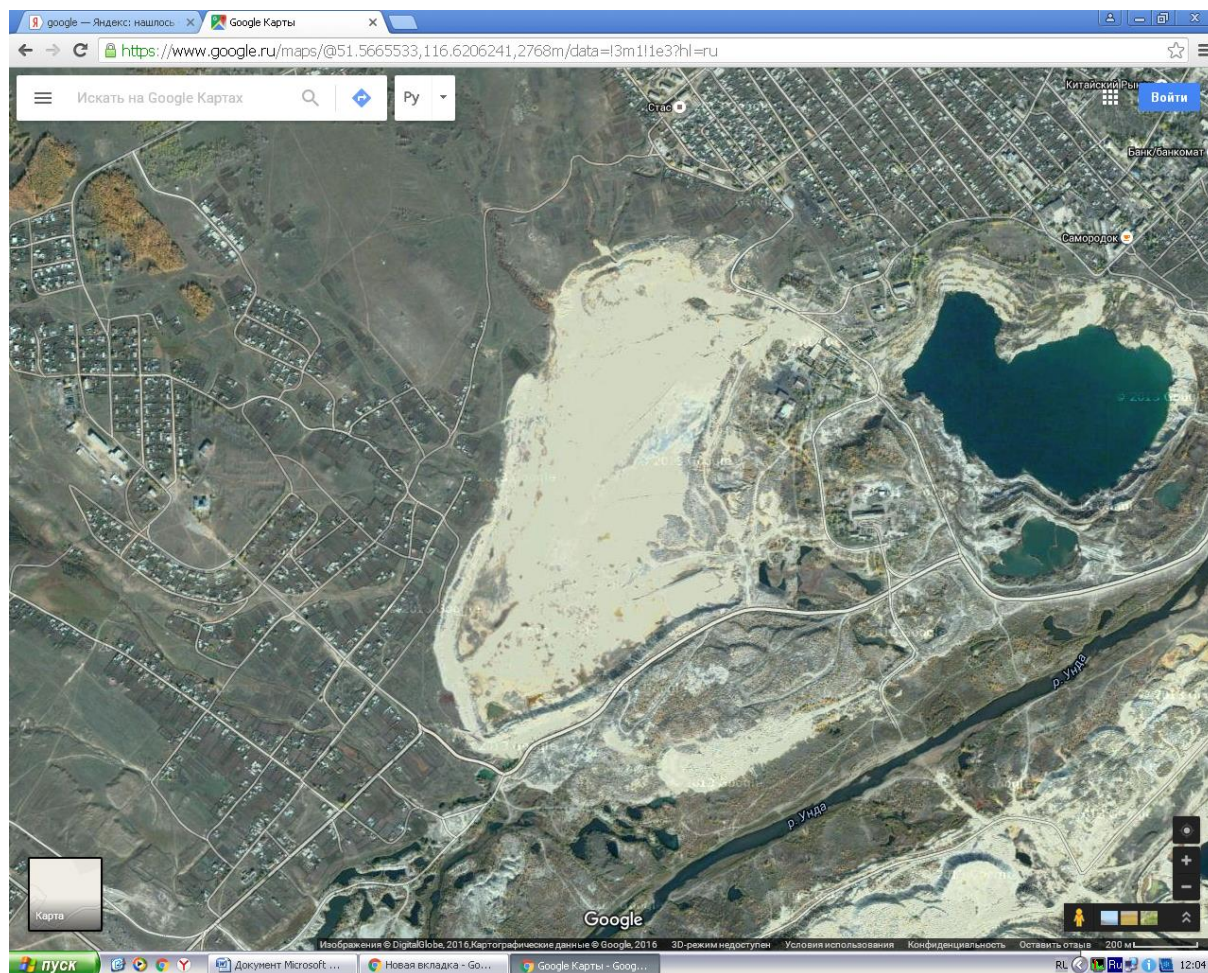 google — Яндекс: нашлось
Google Карты
https://www.google.ru/maps/@51.5665533,116.6206241,2768m/data=!3m1!1e3?hl=ru
Искать на Google Картах
Ру
Стас
Китайский Рын
Войти
Банк/банкомат
Самородок
р. Унда
р. Унда
Карта
Google
Изображения © DigitalGlobe, 2016,Картографические данные © Google, 2016 3D-режим недоступен Условия использования Конфиденциальность Оставить отзыв 200 м
пуск
Документ Microsoft ...
Новая вкладка - Go...
Google Карты - Goog...
RL
Ru
12:04